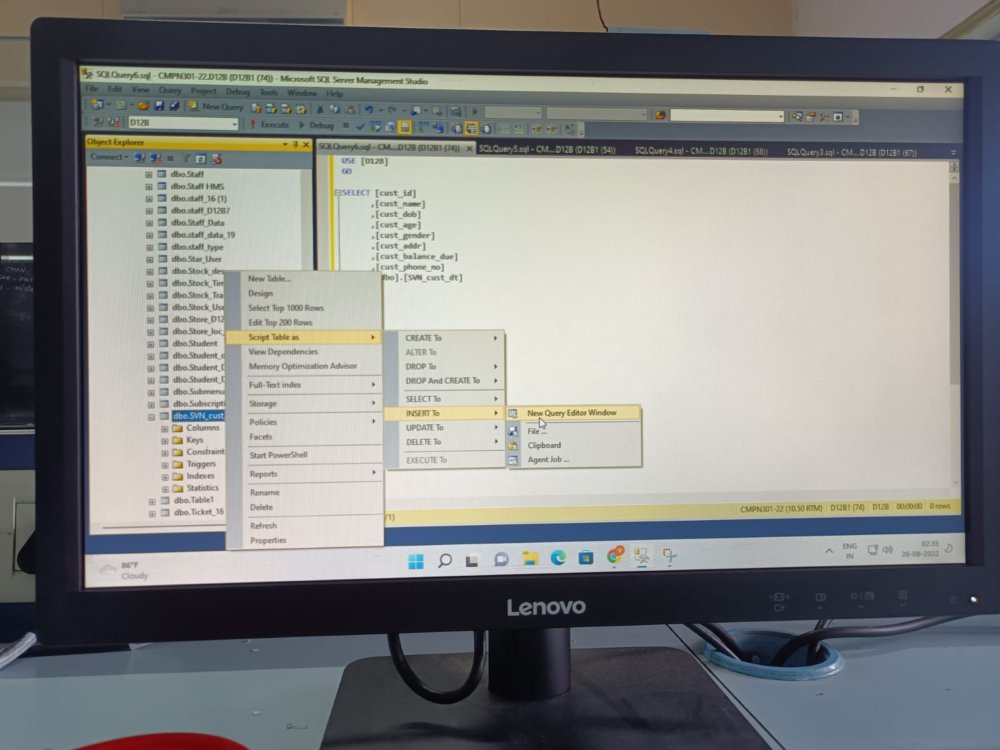 SQLQuery6.sql - CMPN301-22.D12B (D12B1 (74)) - Microsoft SQL Server Management Studio
File Edit View Query Project Debug Tools Window Help
New Query
D12B Execute Debug
Object Explorer
Connect
SQLQuery6.sql - CM....D12B (D12B1 (74)) SQLQuery5.sql - CM....D12B (D12B1 (54)) SQLQuery4.sql - CM....D12B (D12B1 (68)) SQLQuery3.sql - CM....D12B (D12B1 (67))
dbo.Staff
dbo.Staff HMS
dbo.staff_16 (1)
dbo.staff_D12B7
dbo.Staff_Data
dbo.staff_data_19
dbo.staff_type
dbo.Star_User
dbo.Stock_des
dbo.Stock_Tim
dbo.Stock_Tra
dbo.Stock_Use
dbo.Store_D12
dbo.Store_loc_
dbo.Student
dbo.Student_c
dbo.Student_D
dbo.Student_D
dbo.Submenu
dbo.Subscripti
dbo.SVN_cust
Columns
Keys
Constraint
Triggers
Indexes
Statistics
dbo.Table1
dbo.Ticket_16
USE [D12B]
GO
SELECT [cust_id]
,[cust_name]
,[cust_dob]
,[cust_age]
,[cust_gender]
,[cust_addr]
,[cust_balance_due]
,[cust_phone_no]
dbo].[SVN_cust_dt]
New Table...
Design
Select Top 1000 Rows
Edit Top 200 Rows
Script Table as
View Dependencies
Memory Optimization Advisor
Full-Text index
Storage
Policies
Facets
Start PowerShell
Reports
Rename
Delete
Refresh
Properties
CREATE To
ALTER To
DROP To
DROP And CREATE To
SELECT To
INSERT To
UPDATE To
DELETE To
EXECUTE To
New Query Editor Window
File ...
Clipboard
Agent Job ...
/1)
CMPN301-22 (10.50 RTM) D12B1 (74) D12B 00:00:00 0 rows
86°F
Cloudy
ENG
IN
02:35
26-08-2022
Lenovo
CMPN